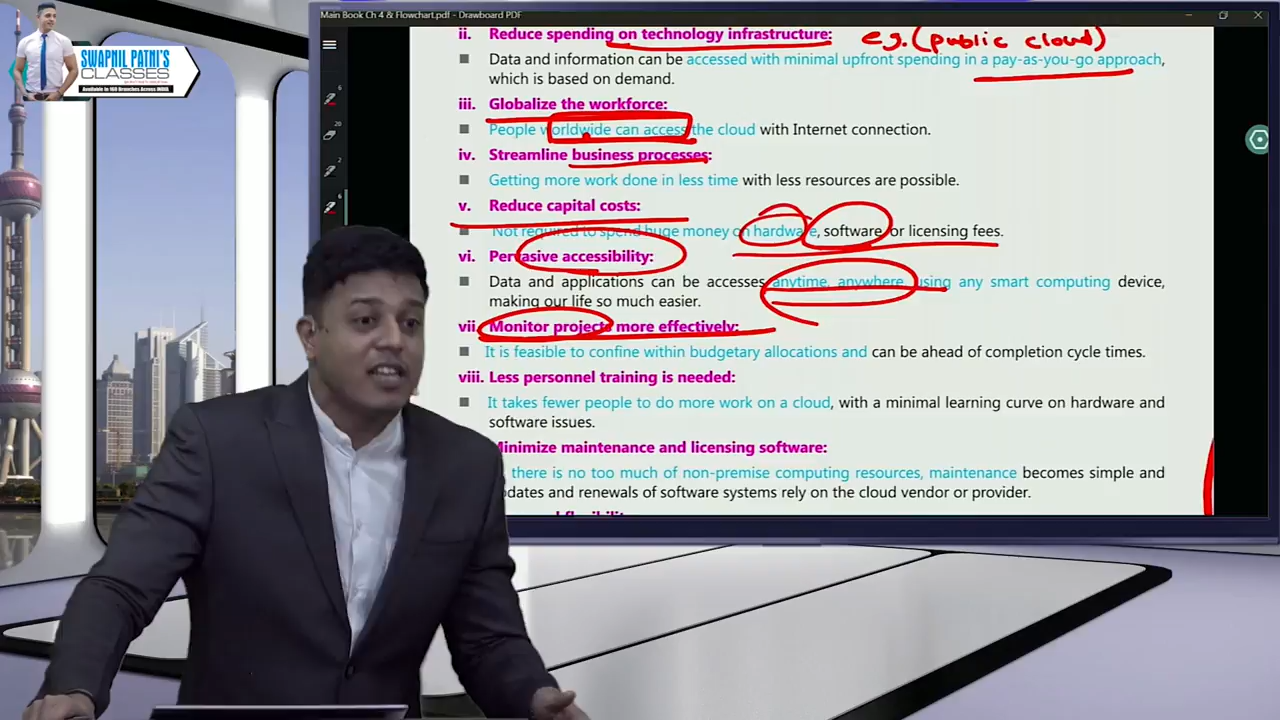 Main Book Ch 4 & Flowchart.pdf - Drawboard PDF
SWAPNIL PATNI'S
CLASSES
ii. Reduce spending on technology infrastructure: eg. (public cloud)
Data and information can be accessed with minimal upfront spending in a pay-as-you-go approach,
which is based on demand.
iii. Globalize the workforce:
People worldwide can access the cloud with Internet connection.
iv. Streamline business processes:
Getting more work done in less time with less resources are possible.
v. Reduce capital costs:
Not required to spend huge money on hardware, software or licensing fees.
vi. Pervasive accessibility:
Data and applications can be accesses anytime, anywhere using any smart computing device,
making our life so much easier.
vii. Monitor projects more effectively:
It is feasible to confine within budgetary allocations and can be ahead of completion cycle times.
viii. Less personnel training is needed:
It takes fewer people to do more work on a cloud, with a minimal learning curve on hardware and
software issues.
Minimize maintenance and licensing software:
there is no too much of non-premise computing resources, maintenance becomes simple and
dates and renewals of software systems rely on the cloud vendor or provider.